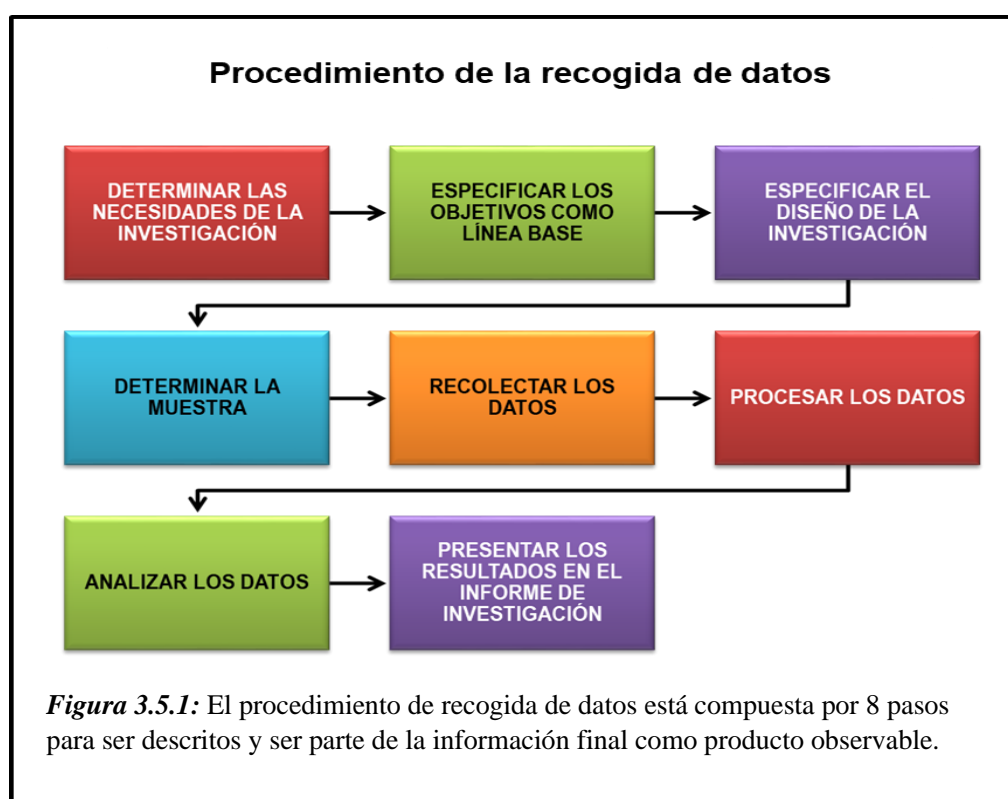 Procedimiento de la recogida de datos
DETERMINAR LAS
NECESIDADES DE LA
INVESTIGACIÓN
ESPECIFICAR LOS
OBJETIVOS COMO
LÍNEA BASE
ESPECIFICAR EL
DISEÑO DE LA
INVESTIGACIÓN
DETERMINAR LA
MUESTRA
RECOLECTAR LOS
DATOS
PROCESAR LOS DATOS
ANALIZAR LOS DATOS
PRESENTAR LOS
RESULTADOS EN EL
INFORME DE
INVESTIGACIÓN
Figura 3.5.1: El procedimiento de recogida de datos está compuesta por 8 pasos
para ser descritos y ser parte de la información final como producto observable.